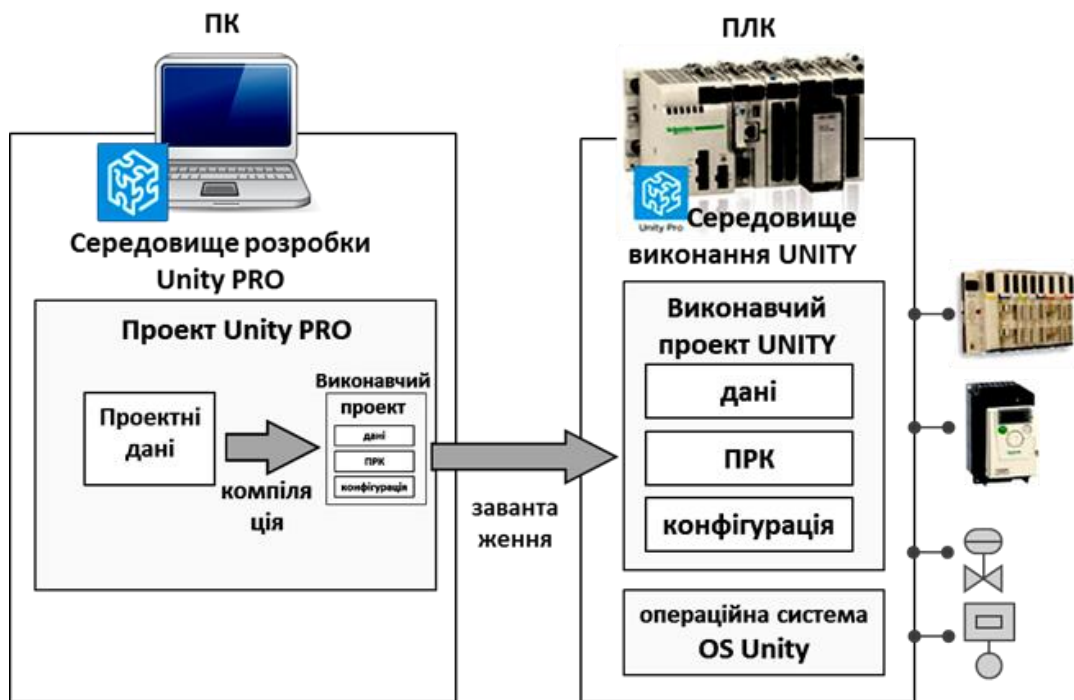 ПК
Середовище розробки
Unity PRO
Проект Unity PRO
Проектні
дані
компіля
ція
Виконавчий
проект
дані
ПРК
конфігурація
заванта
ження
ПЛК
Unity Pro
Середовище
виконання UNITY
Виконавчий
проект UNITY
дані
ПРК
конфігурація
операційна система
OS Unity